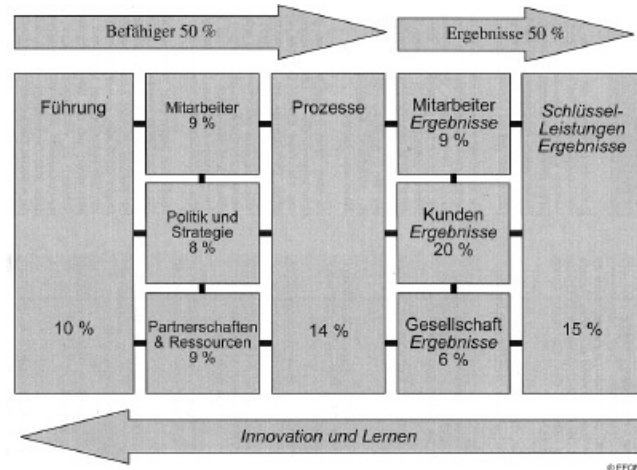 Befähiger 50 %
Ergebnisse 50 %
Führung
10 %
Mitarbeiter
9 %
Politik und
Strategie
8 %
Partnerschaften
& Ressourcen
9 %
Prozesse
14 %
Mitarbeiter
Ergebnisse
9 %
Kunden
Ergebnisse
20 %
Gesellschaft
Ergebnisse
6 %
Schlüssel-
Leistungen
Ergebnisse
15 %
Innovation und Lernen
© EFQM